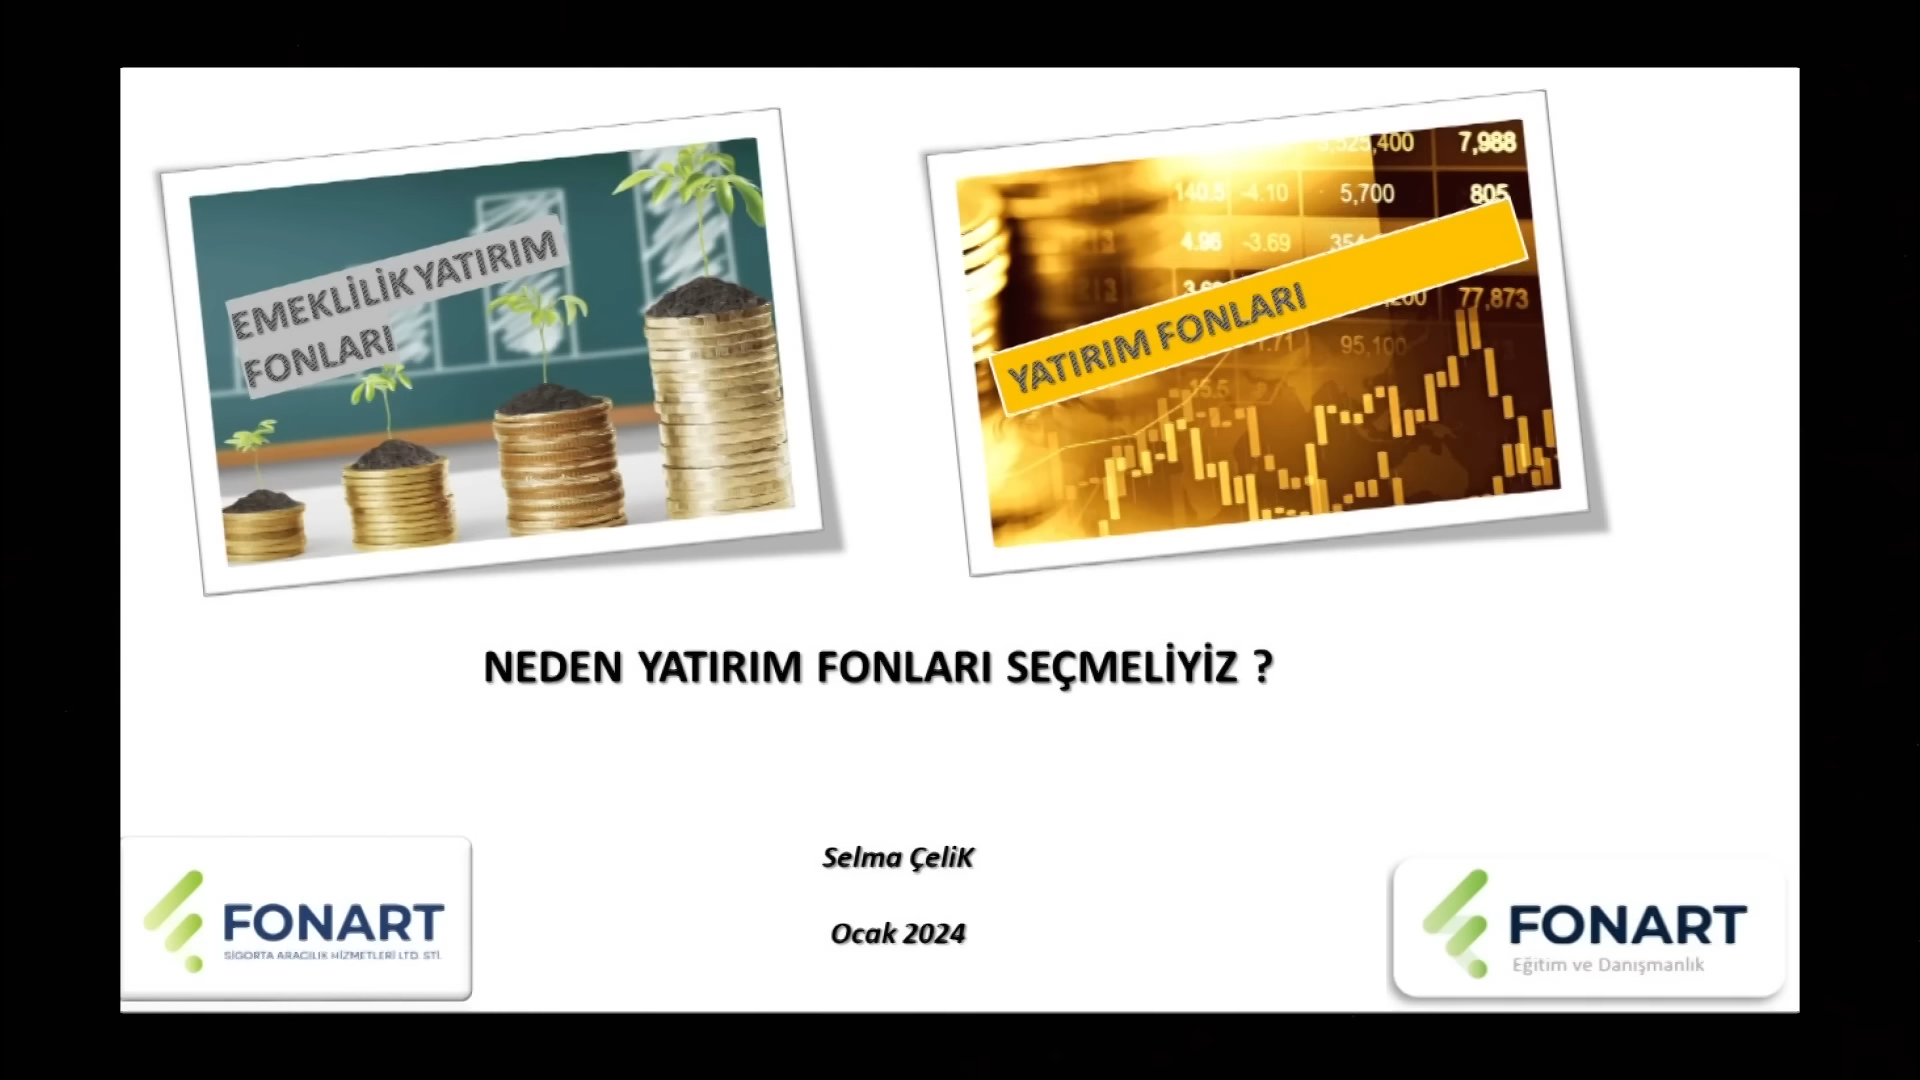 EMEKLİLİK YATIRIM
FONLARI
5,700
7,988
140.5 -4.10
805
4.96 -3.69
77,873
95,100
YATIRIM FONLARI
NEDEN YATIRIM FONLARI SEÇMELİYİZ ?
Selma ÇeliK
Ocak 2024
FONART
SİGORTA ARACILIK HİZMETLERİ LTD. STİ.
FONART
Eğitim ve Danışmanlık